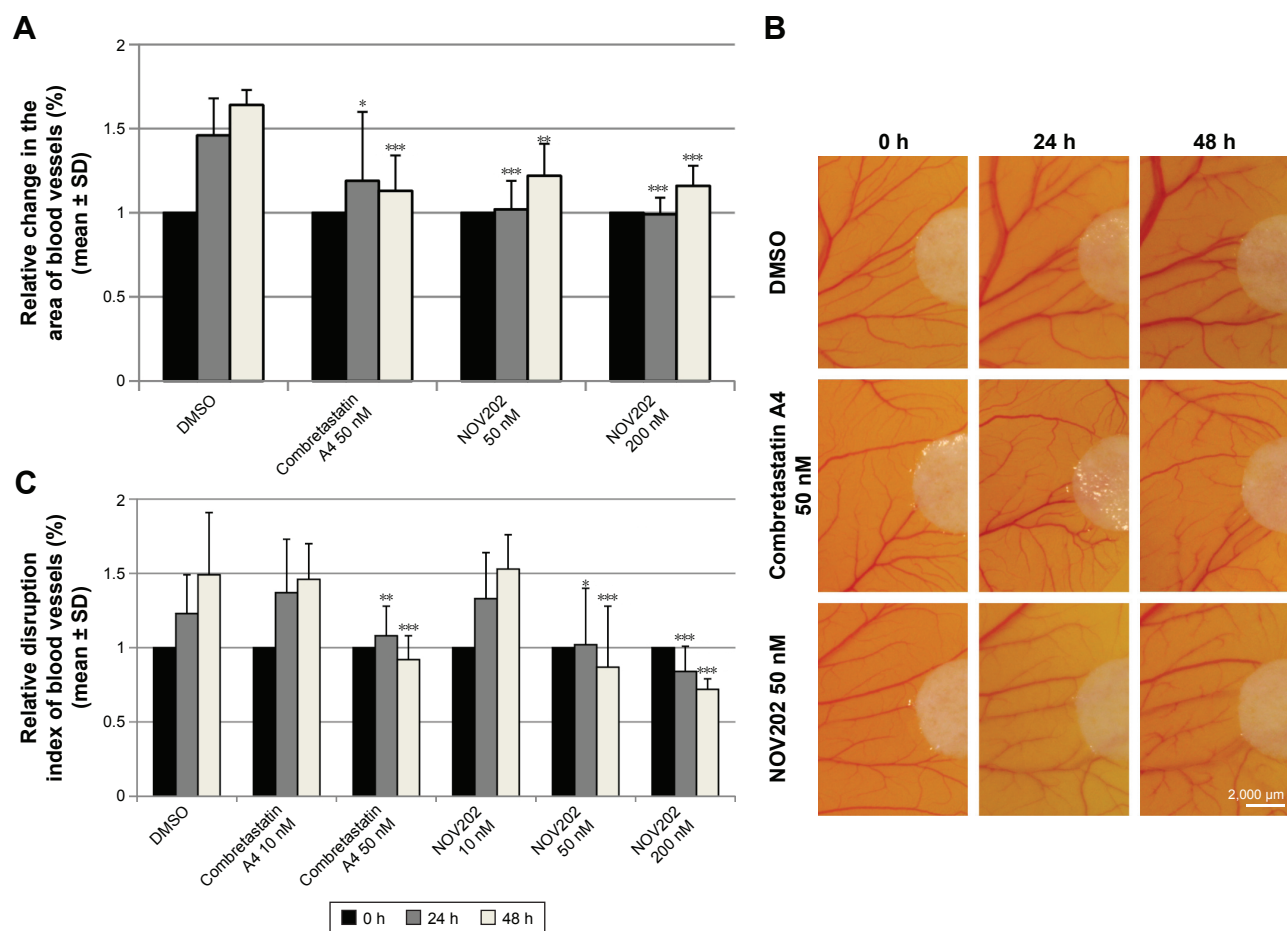 A
Relative change in the
area of blood vessels (%)
(mean ± SD)
2
1.5
1
0.5
0
*
***
***
**
***
***
DMSO
Combretastatin
A4 50 nM
NOV202
50 nM
NOV202
200 nM
B
0 h
24 h
48 h
DMSO
Combretastatin A4
50 nM
NOV202 50 nM
2,000 µm
C
Relative disruption
index of blood vessels (%)
(mean ± SD)
2
1.5
1
0.5
0
**
***
*
***
***
***
DMSO
Combretastatin
A4 10 nM
Combretastatin
A4 50 nM
NOV202
10 nM
NOV202
50 nM
NOV202
200 nM
0 h
24 h
48 h